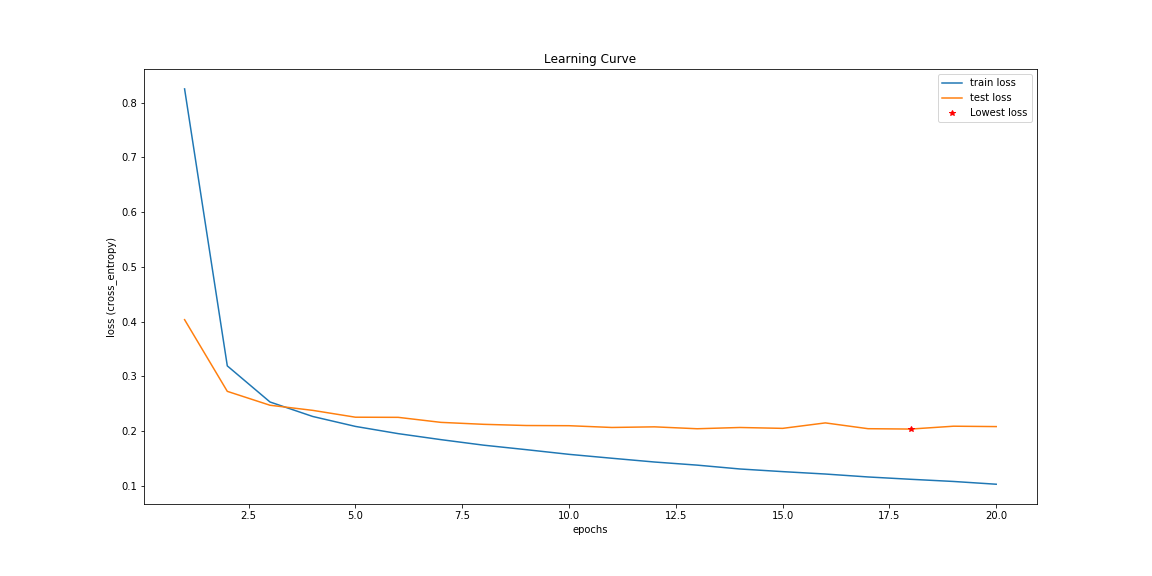 Learning Curve
train loss
test loss
Lowest loss
loss (cross_entropy)
0.8
0.7
0.6
0.5
0.4
0.3
0.2
0.1
2.5 5.0 7.5 10.0 12.5 15.0 17.5 20.0
epochs